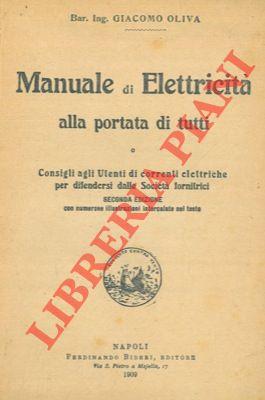 Bar. Ing. GIACOMO OLIVA
Manuale di Elettricità
alla portata di tutti
e
Consigli agli Utenti di correnti elettriche
per difendersi dalle Società fornitrici
SECONDA EDIZIONE
con numerose illustrazioni intercalate nel testo
LIBRERIA PIANI
NAPOLI
FERDINANDO BIDERI, EDITORE
Via S. Pietro a Majella, 17
1909